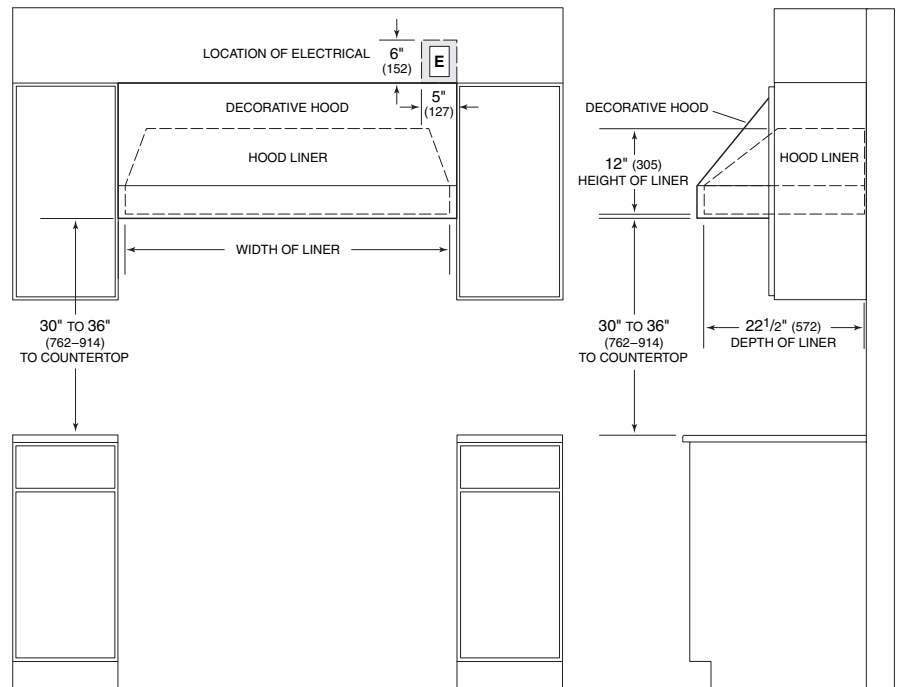 LOCATION OF ELECTRICAL
6"
(152)
E
5"
(127)
DECORATIVE HOOD
HOOD LINER
WIDTH OF LINER
30" TO 36"
(762–914)
TO COUNTERTOP
DECORATIVE HOOD
HOOD LINER
12" (305)
HEIGHT OF LINER
30" TO 36"
(762–914)
TO COUNTERTOP
22 1/2" (572)
DEPTH OF LINER